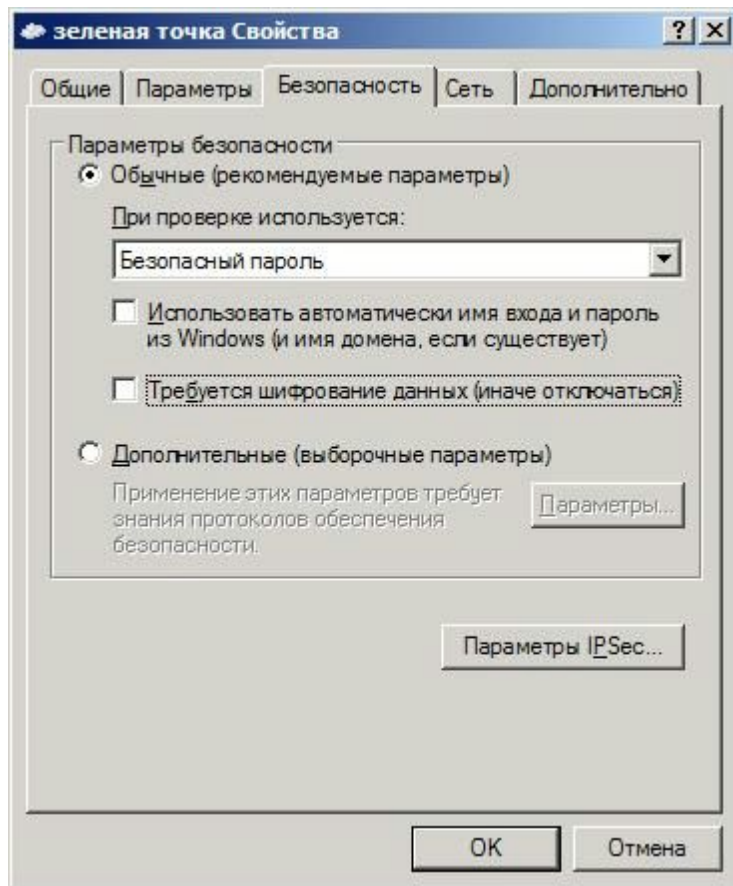 зеленая точка Свойства
Общие Параметры Безопасность Сеть Дополнительно
Параметры безопасности
Обычные (рекомендуемые параметры)
При проверке используется:
Безопасный пароль
Использовать автоматически имя входа и пароль
из Windows (и имя домена, если существует)
Требуется шифрование данных (иначе отключаться)
Дополнительные (выборочные параметры)
Применение этих параметров требует
знания протоколов обеспечения
безопасности.
Параметры...
Параметры IPSec...
OK Отмена